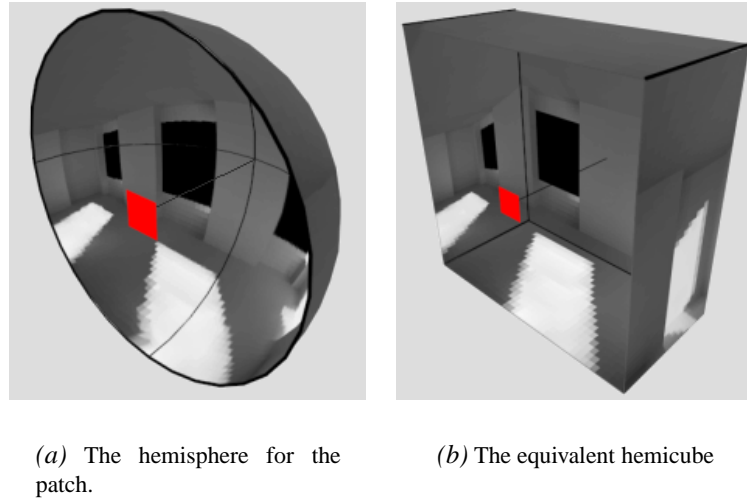 (a) The hemisphere for the
patch.
(b) The equivalent hemicube